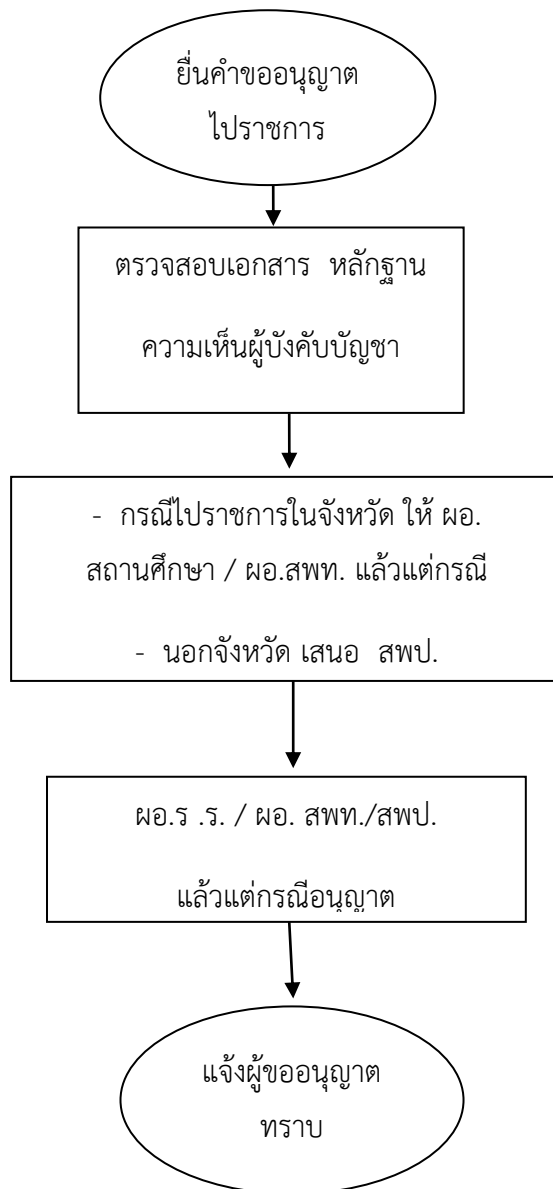 ยื่นคำขออนุญาต
ไปราชการ
ตรวจสอบเอกสาร  หลักฐาน
ความเห็นผู้บังคับบัญชา
-  กรณีไปราชการในจังหวัด ให้ ผอ.
สถานศึกษา / ผอ.สพท. แล้วแต่กรณี
-  นอกจังหวัด เสนอ  สพป.
ผอ.ร .ร. / ผอ. สพท./สพป.
แล้วแต่กรณีอนุญาต
แจ้งผู้ขออนุญาต
ทราบ